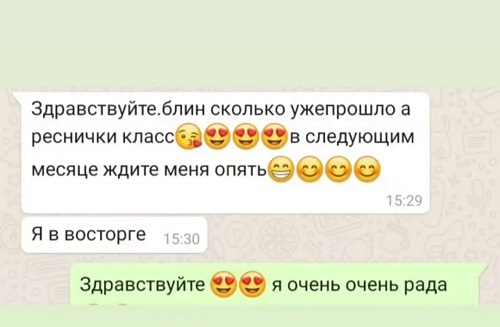 Здравствуйте.блин сколько ужепрошло а
реснички класс😘😍😍😍в следующим
месяце ждите меня опять😁😊😊😊
15:29
Я в восторге 15:30
Здравствуйте 😍😍 я очень очень рада